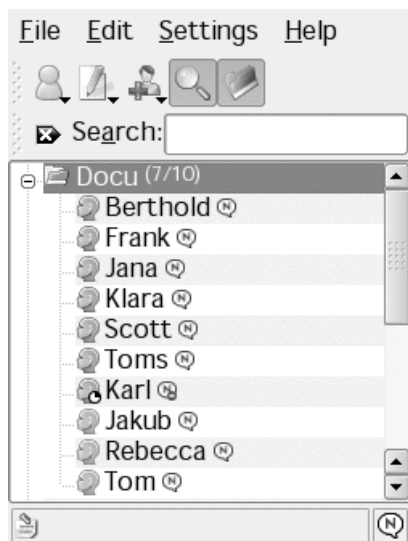 File Edit Settings Help
Search:
Docu (7/10)
Berthold
Frank
Jana
Klara
Scott
Toms
Karl
Jakub
Rebecca
Tom